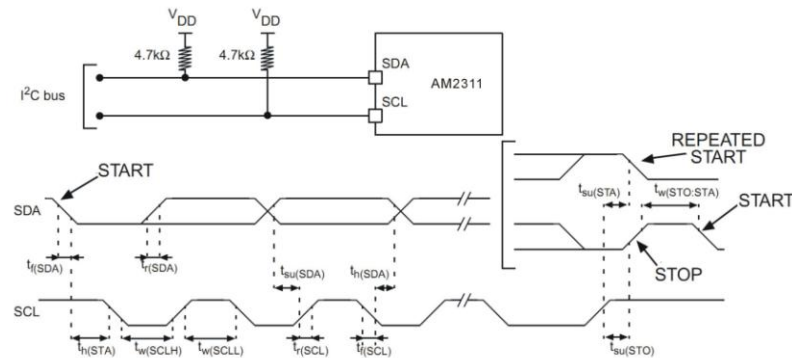 VDD VDD
4.7kΩ 4.7kΩ
SDA
AM2311
SCL
I²C bus
REPEATED
START
tsu(STA) tw(STO:STA)
START
START
SDA
STOP
tf(SDA) tr(SDA) tsu(SDA) th(SDA)
SCL
th(STA) tw(SCLH) tw(SCLL) tr(SCL) tf(SCL) tsu(STO)